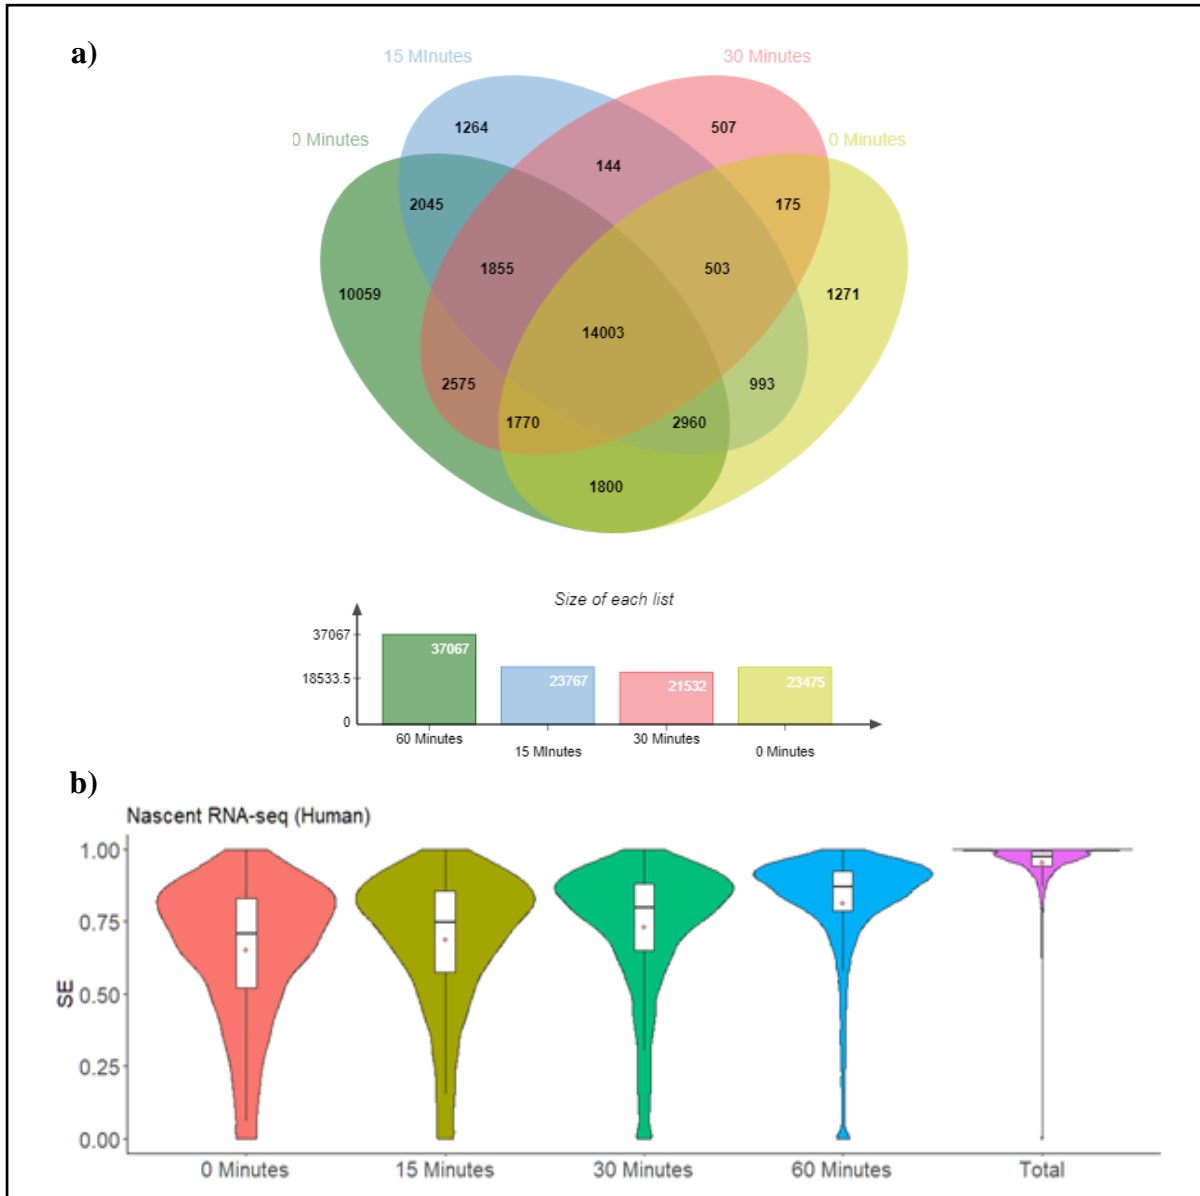 a)
15 MInutes
30 Minutes
0 Minutes
0 Minutes
1264
507
144
2045
175
1855
503
10059
1271
14003
2575
993
1770
2960
1800
Size of each list
37067
37067
18533.5
23767
21532
23475
0
60 Minutes
15 MInutes
30 Minutes
0 Minutes
b)
Nascent RNA-seq (Human)
1.00
0.75
0.50
0.25
0.00
SE
0 Minutes
15 Minutes
30 Minutes
60 Minutes
Total